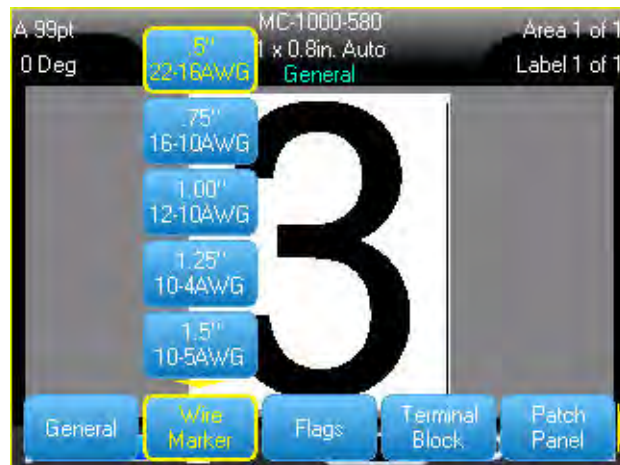 A 99pt
MC-1000-580
Area 1 of 1
0 Deg
1 x 0.8in. Auto
Label 1 of 1
General
.5"
22-16AWG
.75"
16-10AWG
1.00"
12-10AWG
1.25"
10-4AWG
1.5"
10-5AWG
3
General
Wire
Marker
Flags
Terminal
Block
Patch
Panel